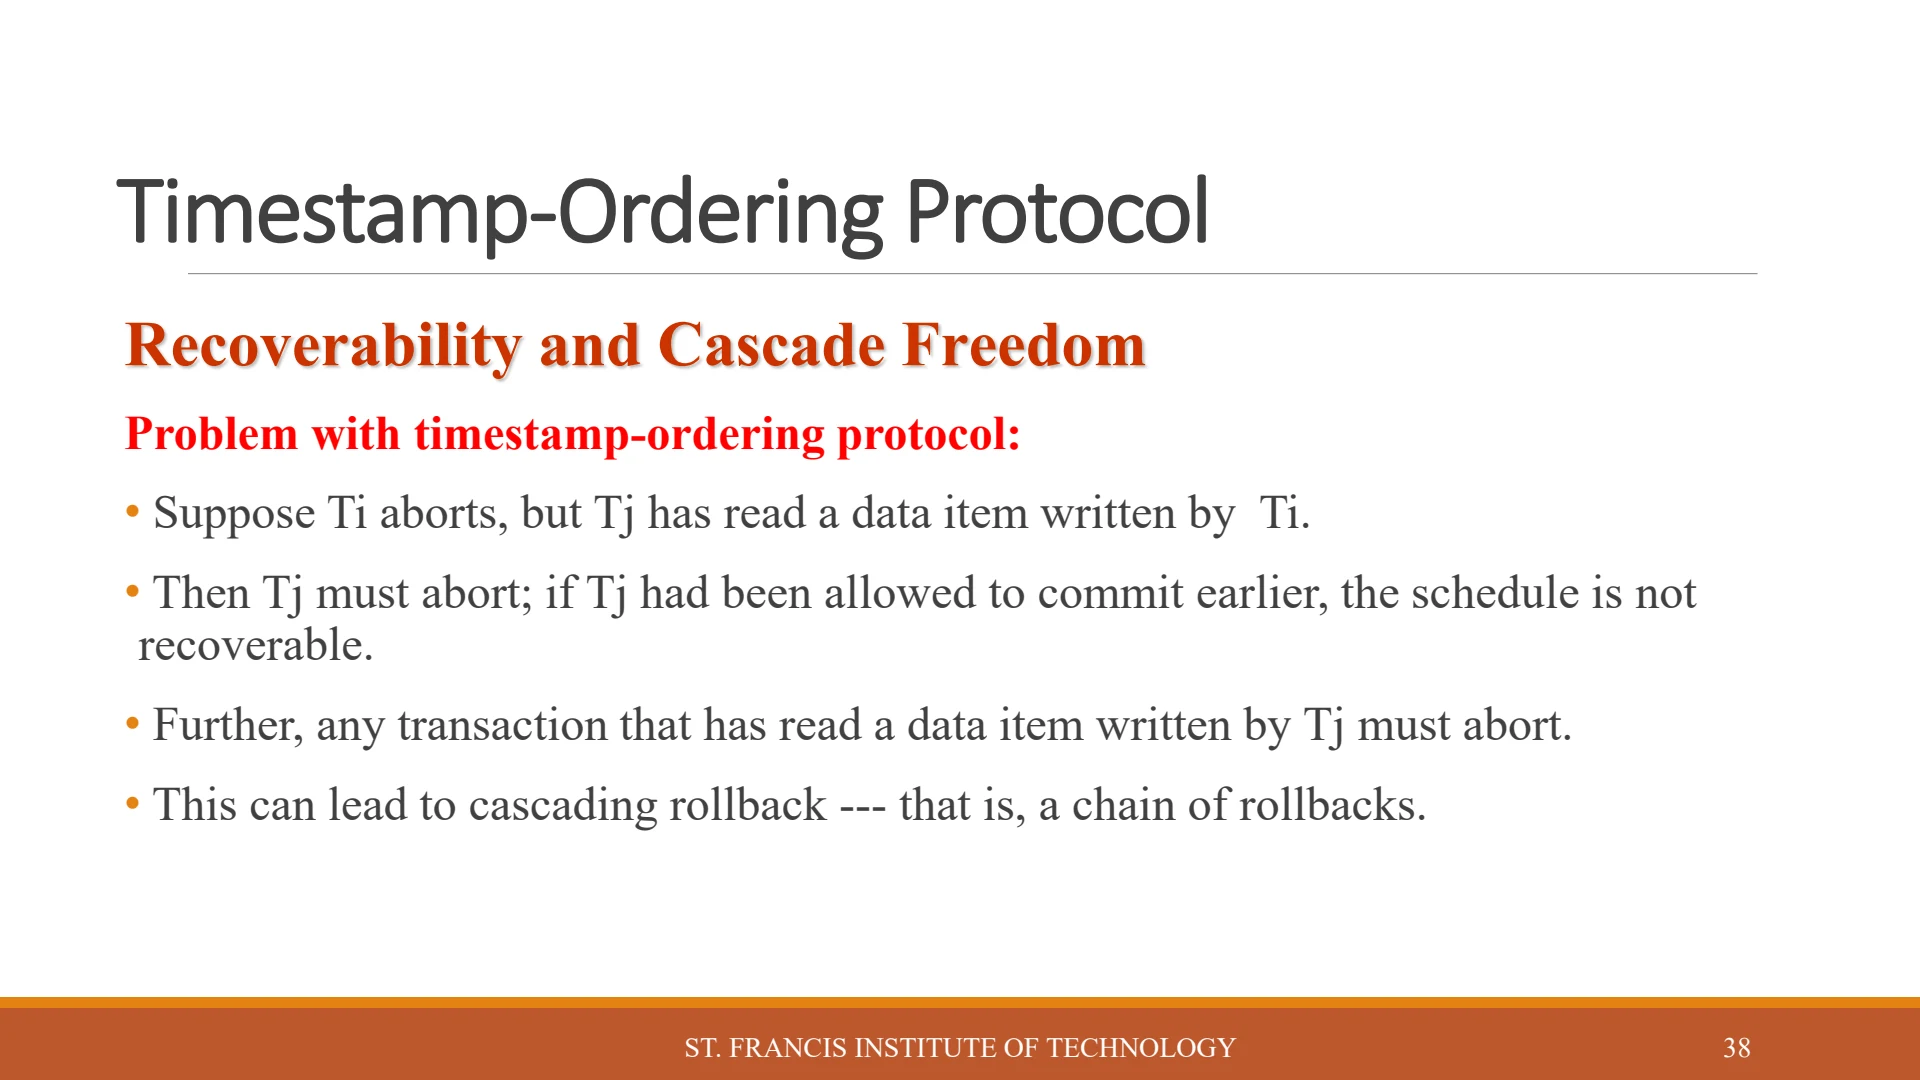 Timestamp-Ordering Protocol
Recoverability and Cascade Freedom
Problem with timestamp-ordering protocol:
• Suppose Ti aborts, but Tj has read a data item written by  Ti.
• Then Tj must abort; if Tj had been allowed to commit earlier, the schedule is not
recoverable.
• Further, any transaction that has read a data item written by Tj must abort.
• This can lead to cascading rollback --- that is, a chain of rollbacks.
ST. FRANCIS INSTITUTE OF TECHNOLOGY
38